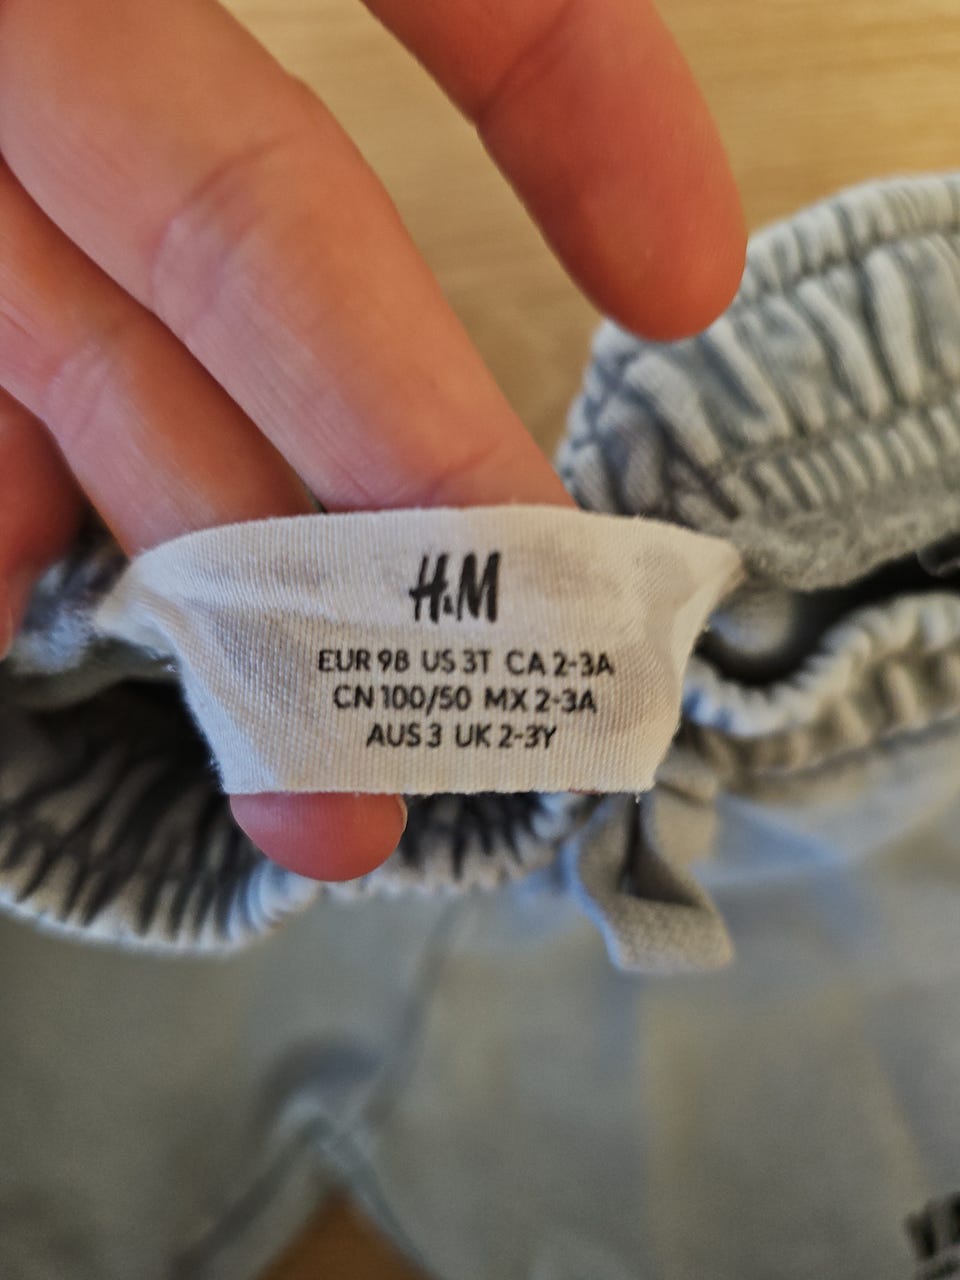 H&M
EUR 98 US 3T CA 2-3A
CN 100/50 MX 2-3A
AUS 3 UK 2-3Y